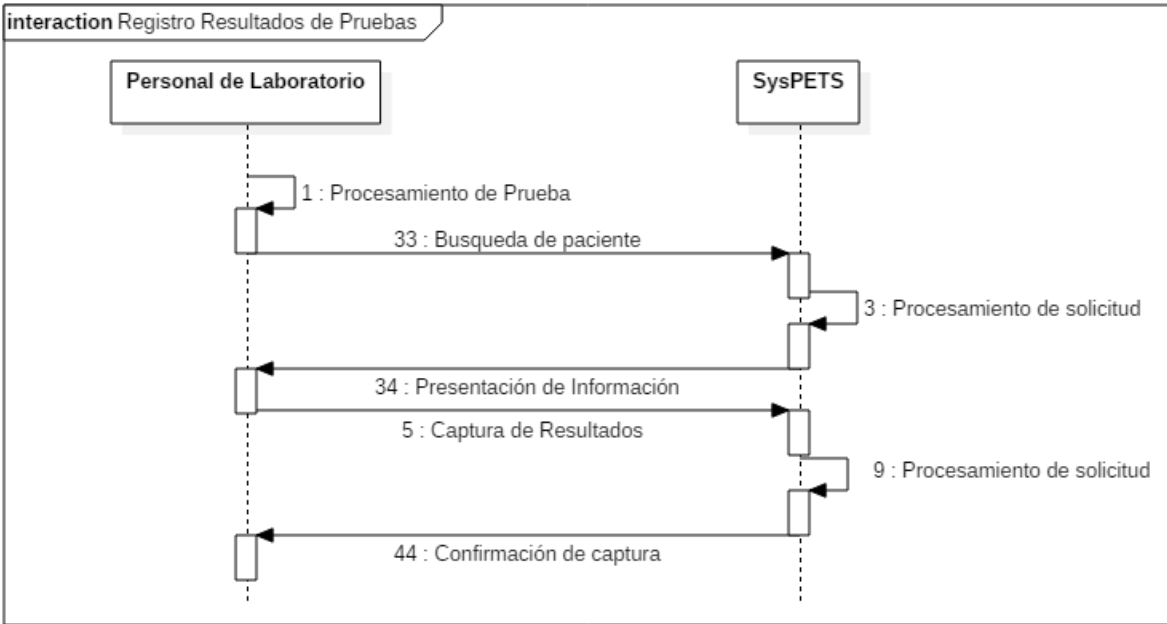 interaction Registro Resultados de Pruebas
Personal de Laboratorio
SysPETS
1 : Procesamiento de Prueba
33 : Busqueda de paciente
3 : Procesamiento de solicitud
34 : Presentación de Información
5 : Captura de Resultados
9 : Procesamiento de solicitud
44 : Confirmación de captura